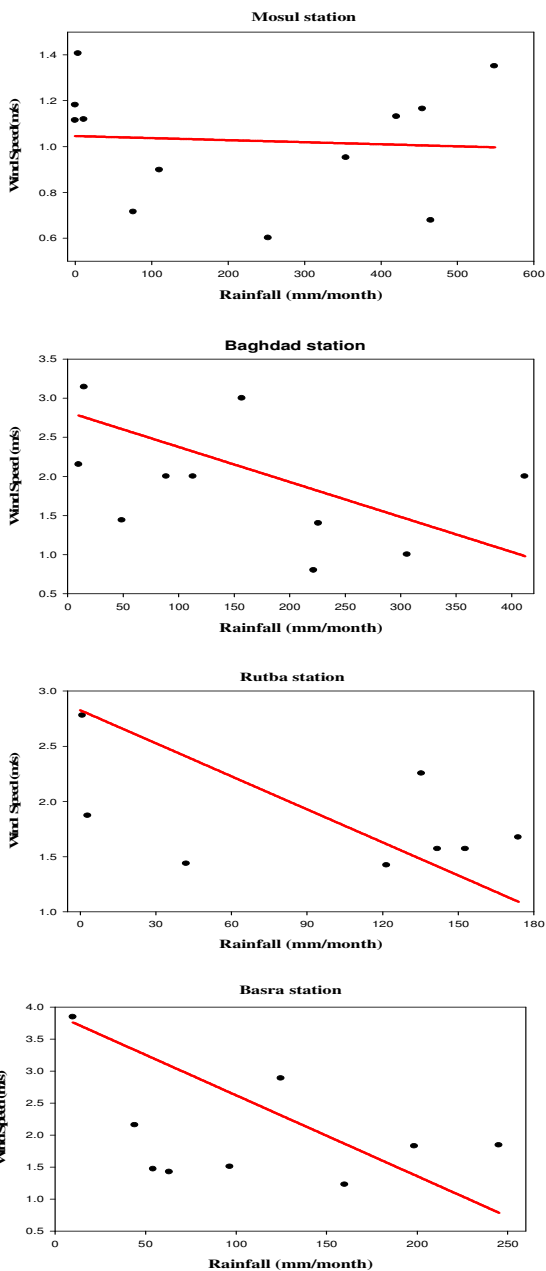 Mosul station
1.4
1.2
1.0
0.8
0.6
Wind Speed (m/s)
0 100 200 300 400 500 600
Rainfall (mm/month)
Baghdad station
3.5
3.0
2.5
2.0
1.5
1.0
0.5
Wind Speed (m/s)
0 50 100 150 200 250 300 350 400
Rainfall (mm/month)
Rutba station
3.0
2.5
2.0
1.5
1.0
Wind Speed (m/s)
0 30 60 90 120 150 180
Rainfall (mm/month)
Basra station
4.0
3.5
3.0
2.5
2.0
1.5
1.0
0.5
Wind Speed (m/s)
0 50 100 150 200 250
Rainfall (mm/month)